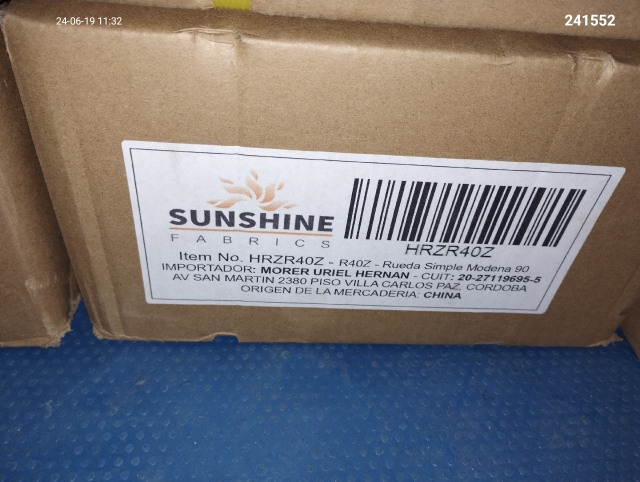 24-06-19 11:32
241552
SUNSHINE
FABRICS
HRZR40Z
Item No. HRZR40Z - R40Z - Rueda Simple Modena 90
IMPORTADOR: MORER URIEL HERNAN - CUIT: 20-27119695-5
AV SAN MARTIN 2380 PISO VILLA CARLOS PAZ, CORDOBA
ORIGEN DE LA MERCADERIA: CHINA